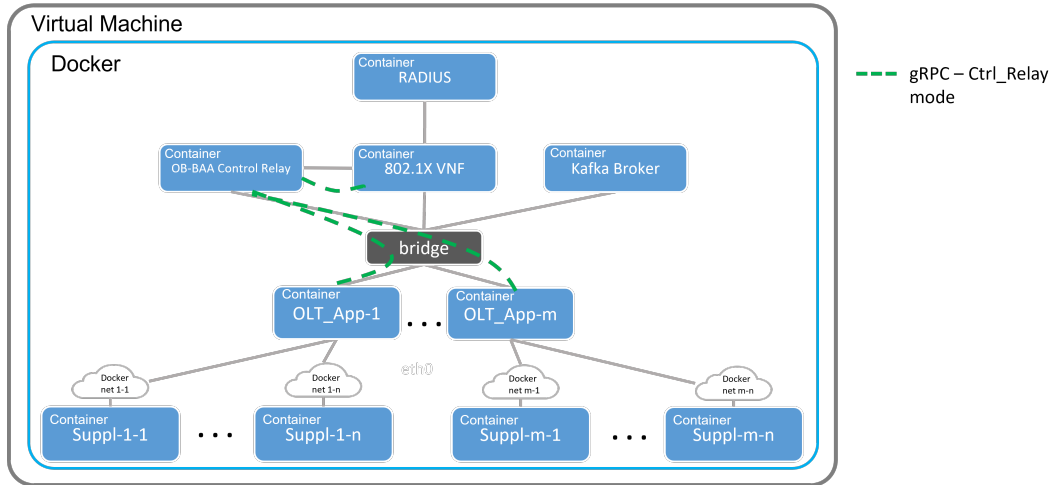 Virtual Machine
Docker
Container
RADIUS
gRPC – Ctrl_Relay
mode
Container
OB-BAA Control Relay
Container
802.1X VNF
Container
Kafka Broker
bridge
Container
OLT_App-1
...
Container
OLT_App-m
eth0
Docker
net 1-1
Docker
net 1-n
Docker
net m-1
Docker
net m-n
Container
Suppl-1-1
...
Container
Suppl-1-n
Container
Suppl-m-1
...
Container
Suppl-m-n